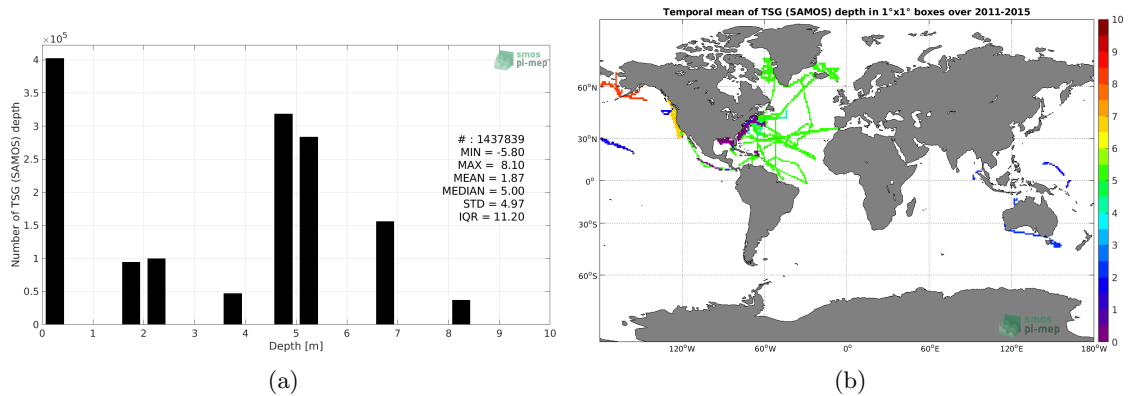 ×10⁵
4
3.5
3
2.5
2
1.5
1
0.5
0
Number of TSG (SAMOS) depth
smos
pi-mep
# : 1437839
MIN = -5.80
MAX = 8.10
MEAN = 1.87
MEDIAN = 5.00
STD = 4.97
IQR = 11.20
0 1 2 3 4 5 6 7 8 9 10
Depth [m]
(a)
Temporal mean of TSG (SAMOS) depth in 1°x1° boxes over 2011-2015
60°N
30°N
0°
30°S
60°S
120°W 60°W 0° 60°E 120°E 180°W
smos
pi-mep
10
9
8
7
6
5
4
3
2
1
0
(b)